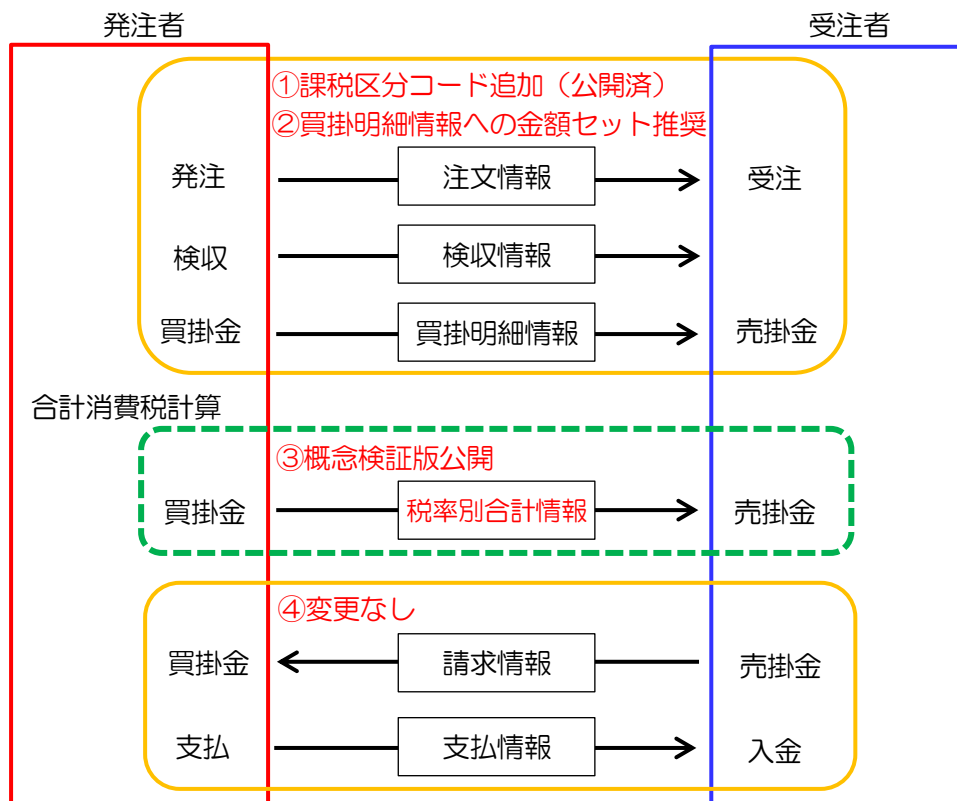 発注者
受注者
①課税区分コード追加（公開済）
②買掛明細情報への金額セット推奨
発注
注文情報
受注
検収
検収情報
買掛金
買掛明細情報
売掛金
合計消費税計算
③概念検証版公開
買掛金
税率別合計情報
売掛金
④変更なし
買掛金
請求情報
売掛金
支払
支払情報
入金